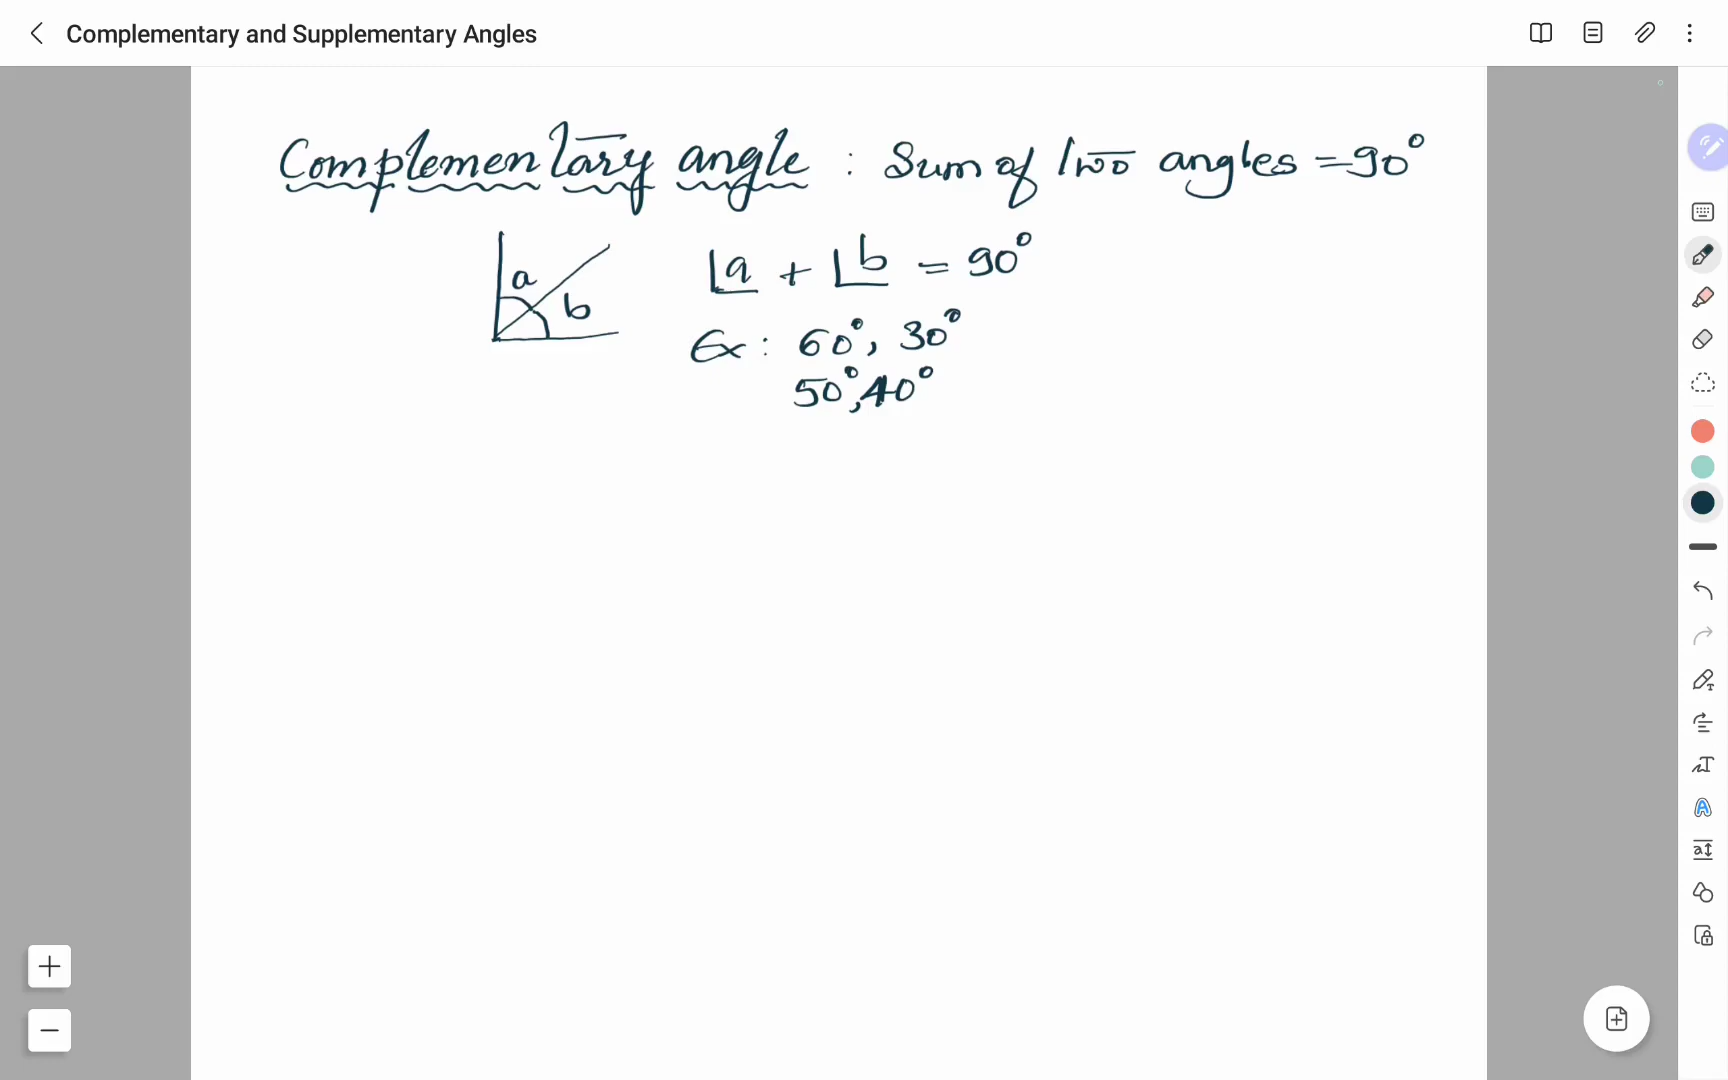 Complementary and Supplementary Angles
Complementary angle : Sum of two angles = 90°
a
b
∠a + ∠b = 90°
Ex : 60°, 30°
50°, 40°